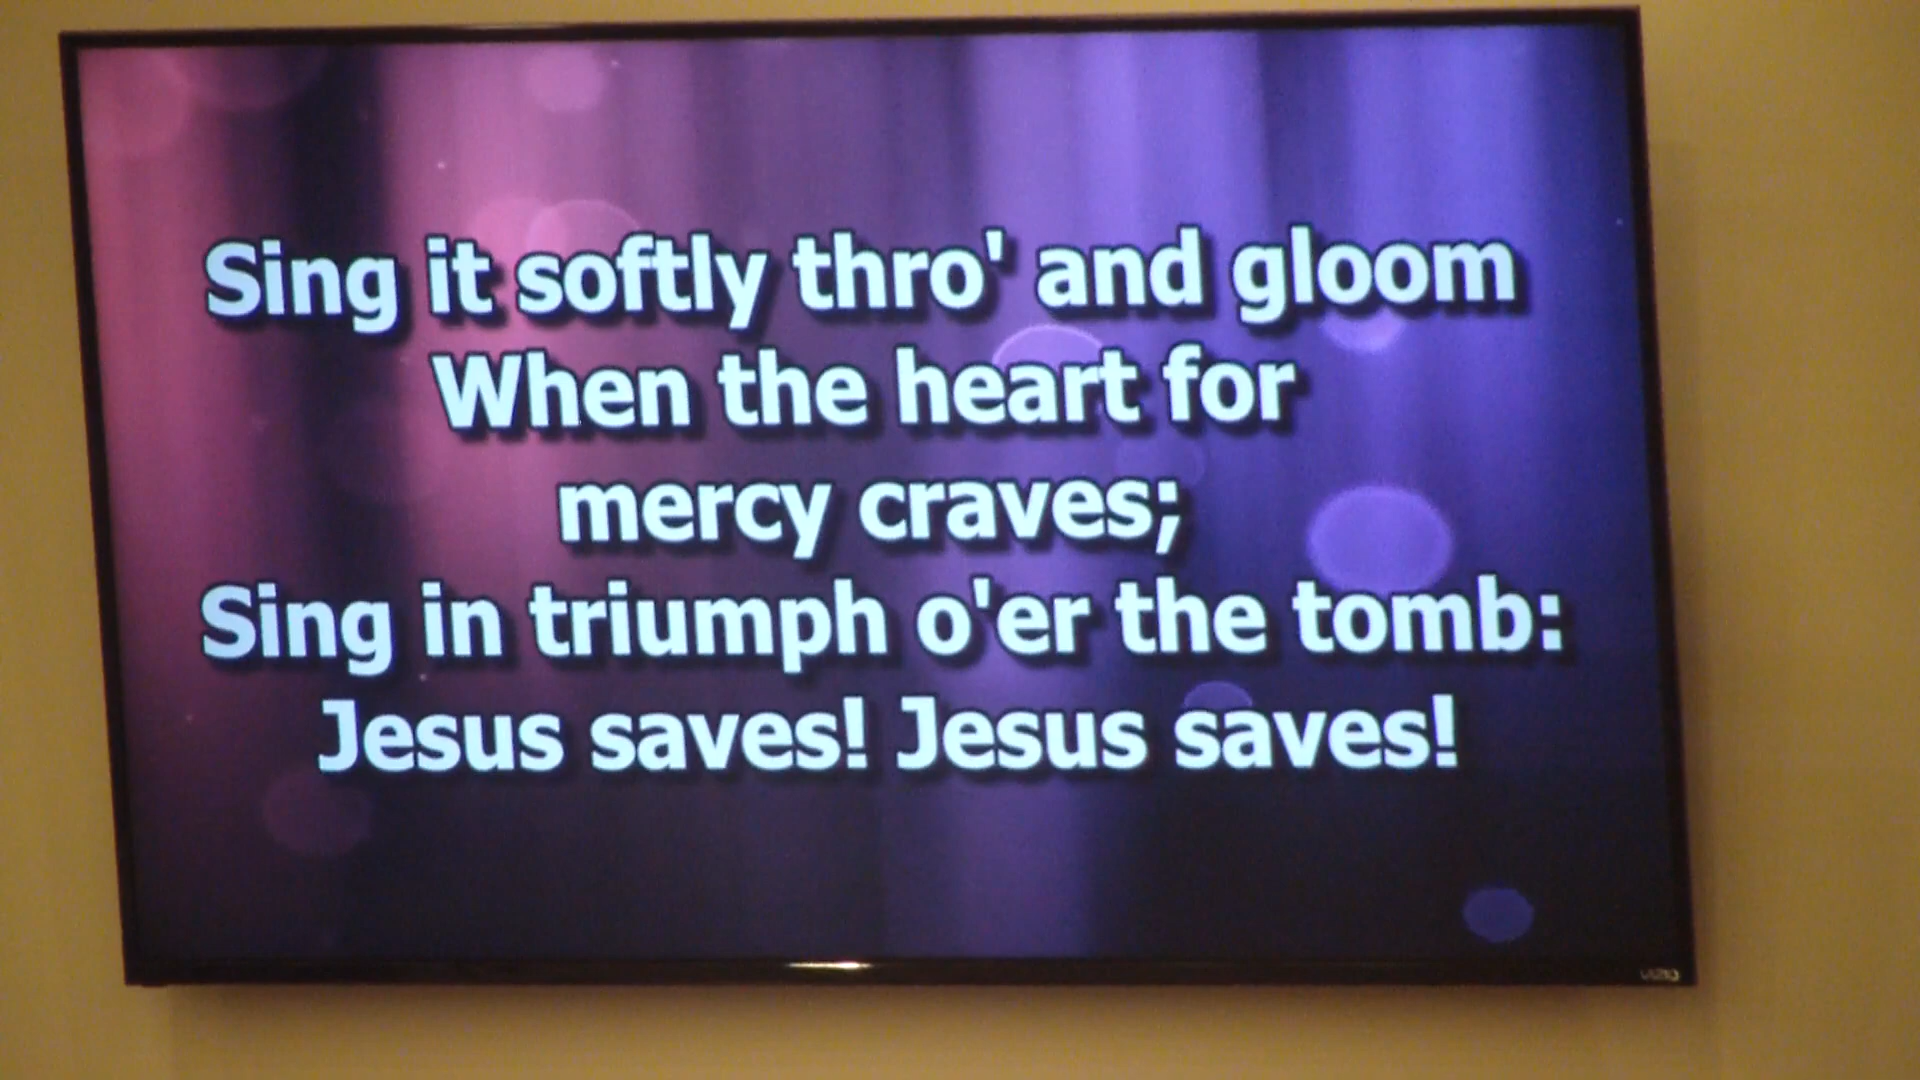 Sing it softly thro' and gloom
When the heart for
mercy craves;
Sing in triumph o'er the tomb:
Jesus saves! Jesus saves!
VIZIO